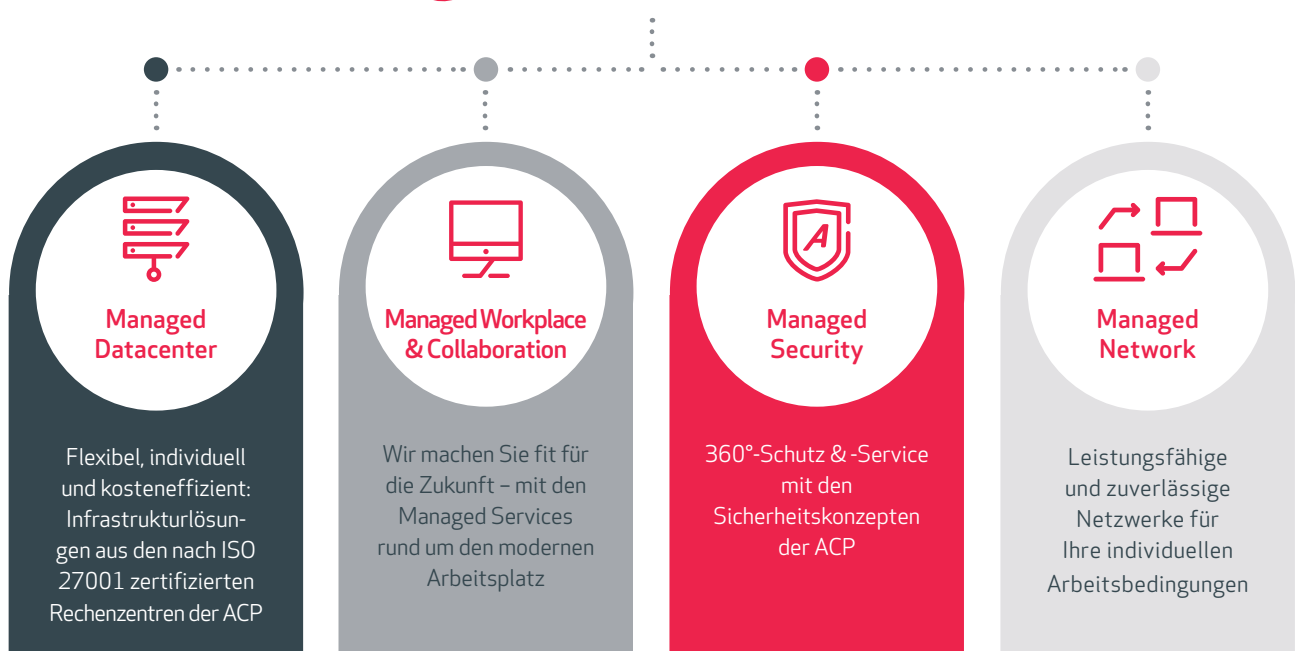 Managed
Datacenter
Flexibel, individuell
und kosteneffizient:
Infrastrukturlösun-
gen aus den nach ISO
27001 zertifizierten
Rechenzentren der ACP
Managed Workplace
& Collaboration
Wir machen Sie fit für
die Zukunft – mit den
Managed Services
rund um den modernen
Arbeitsplatz
A
Managed
Security
360°-Schutz & -Service
mit den
Sicherheitskonzepten
der ACP
Managed
Network
Leistungsfähige
und zuverlässige
Netzwerke für
Ihre individuellen
Arbeitsbedingungen